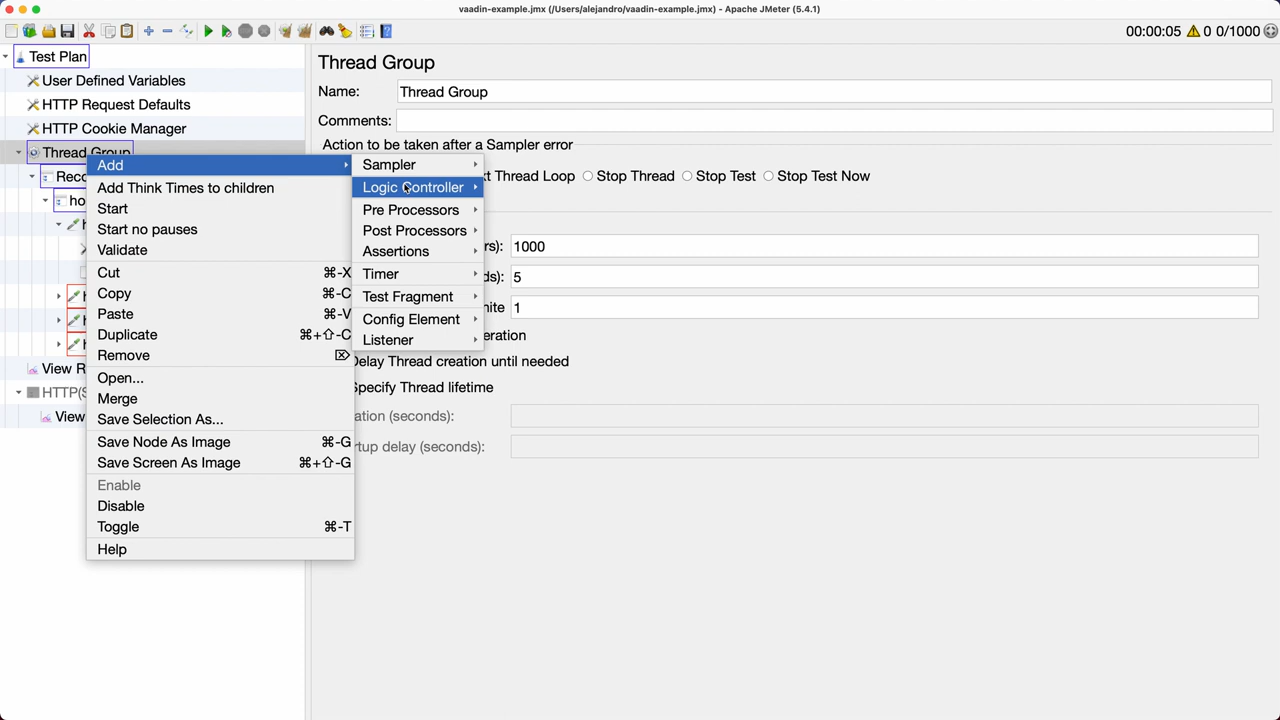 vaadin-example.jmx (/Users/alejandro/vaadin-example.jmx) - Apache JMeter (5.4.1)
00:00:05 0 0/1000
Test Plan
User Defined Variables
HTTP Request Defaults
HTTP Cookie Manager
Thread Group
Reco
ho
h
h
h
h
View R
HTTP(S
View
Add
Add Think Times to children
Start
Start no pauses
Validate
Cut ⌘-X
Copy ⌘-C
Paste ⌘-V
Duplicate ⌘+⇧-C
Remove ⌦
Open...
Merge
Save Selection As...
Save Node As Image ⌘-G
Save Screen As Image ⌘+⇧-G
Enable
Disable
Toggle ⌘-T
Help
Sampler
Logic Controller
Pre Processors
Post Processors
Assertions
Timer
Test Fragment
Config Element
Listener
Thread Group
Name: Thread Group
Comments:
Action to be taken after a Sampler error
xt Thread Loop Stop Thread Stop Test Stop Test Now
rs): 1000
ds): 5
nite 1
eration
Delay Thread creation until needed
Specify Thread lifetime
ation (seconds):
rtup delay (seconds):